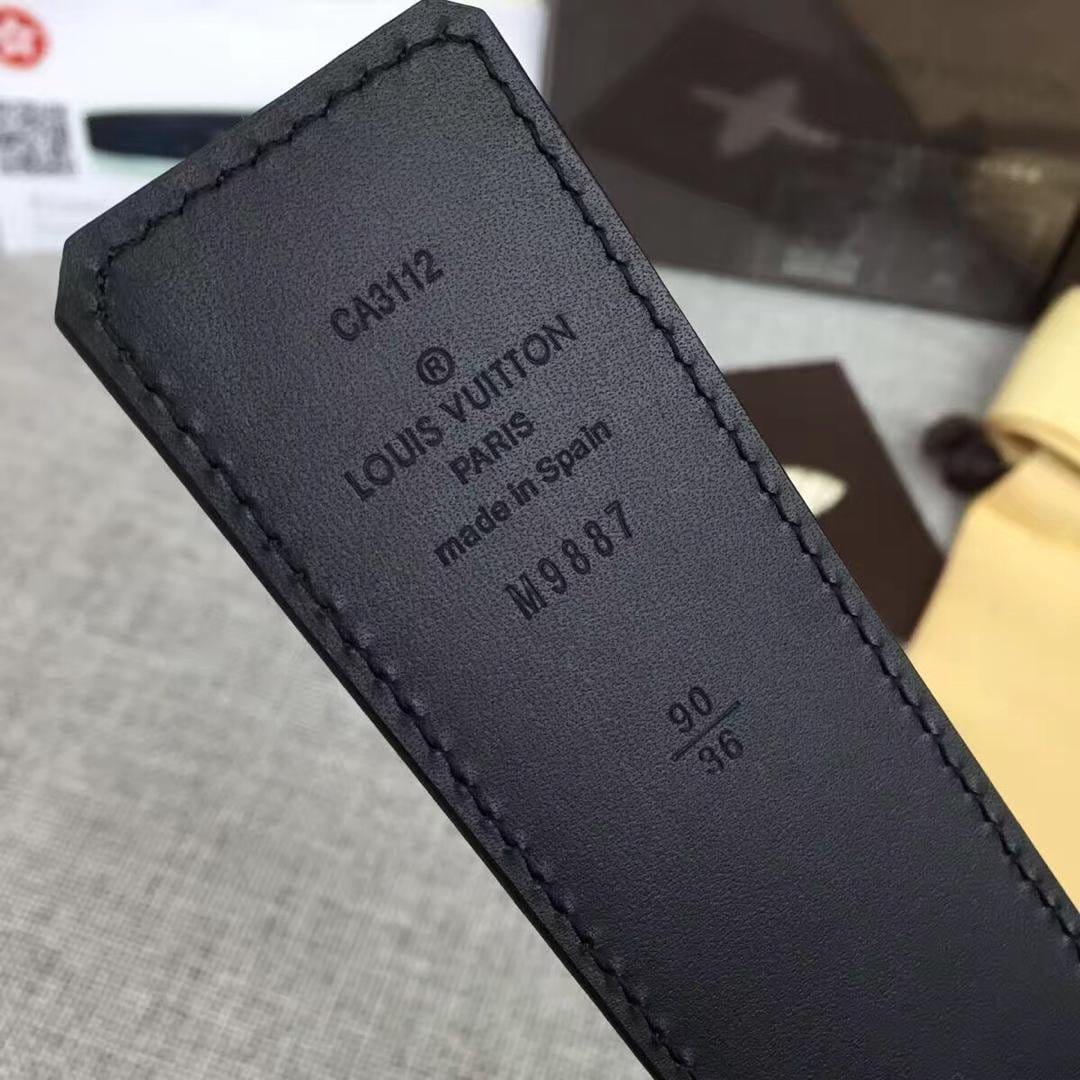 CA3112
®
LOUIS VUITTON
PARIS
made in Spain
M9887
90
36